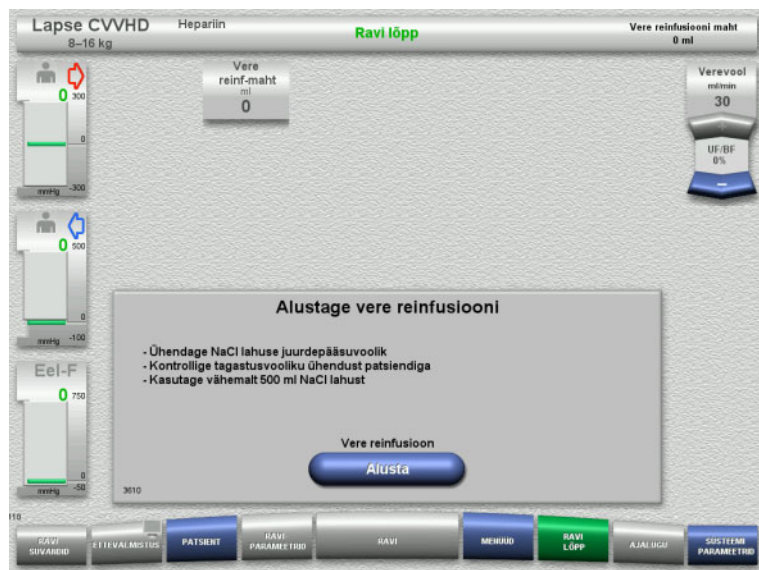 Lapse CVVHD
8–16 kg
Hepariin
Ravi lõpp
Vere reinfusiooni maht
0 ml
0
300
0
-300
mmHg
Vere
reinf-maht
ml
0
Verevool
ml/min
30
+
UF/BF
0%
–
0
500
0
-100
mmHg
Eel-F
0
750
0
-50
mmHg
Alustage vere reinfusiooni
- Ühendage NaCl lahuse juurdepääsuvoolik
- Kontrollige tagastusvooliku ühendust patsiendiga
- Kasutage vähemalt 500 ml NaCl lahust
Vere reinfusioon
Alusta
3610
RAVI
SUVANDID
ETTEVALMISTUS
PATSIENT
RAVI-
PARAMEETRID
RAVI
MENÜÜD
RAVI
LÕPP
AJALUGU
SÜSTEEMI
PARAMEETRID